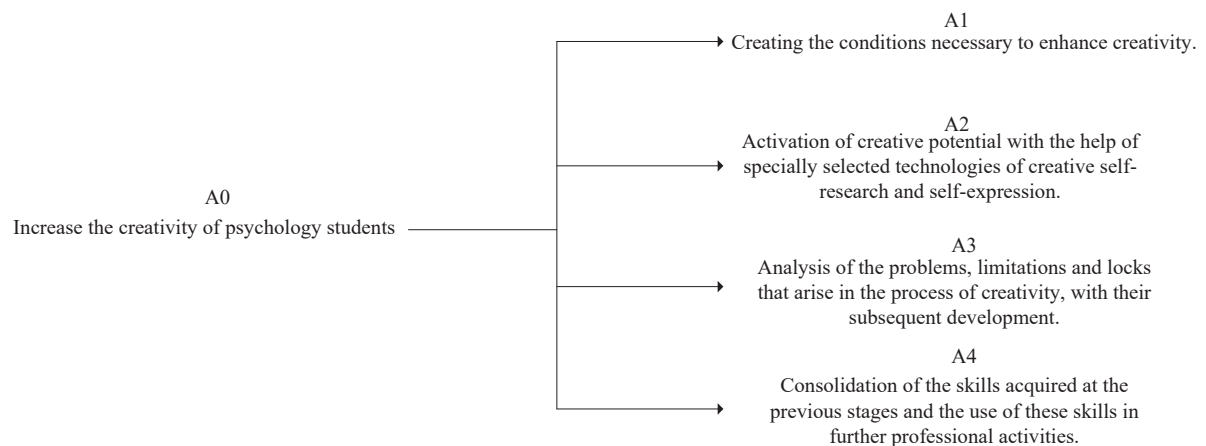 A1
Creating the conditions necessary to enhance creativity.
A2
Activation of creative potential with the help of
specially selected technologies of creative self-
research and self-expression.
A0
Increase the creativity of psychology students
A3
Analysis of the problems, limitations and locks
that arise in the process of creativity, with their
subsequent development.
A4
Consolidation of the skills acquired at the
previous stages and the use of these skills in
further professional activities.